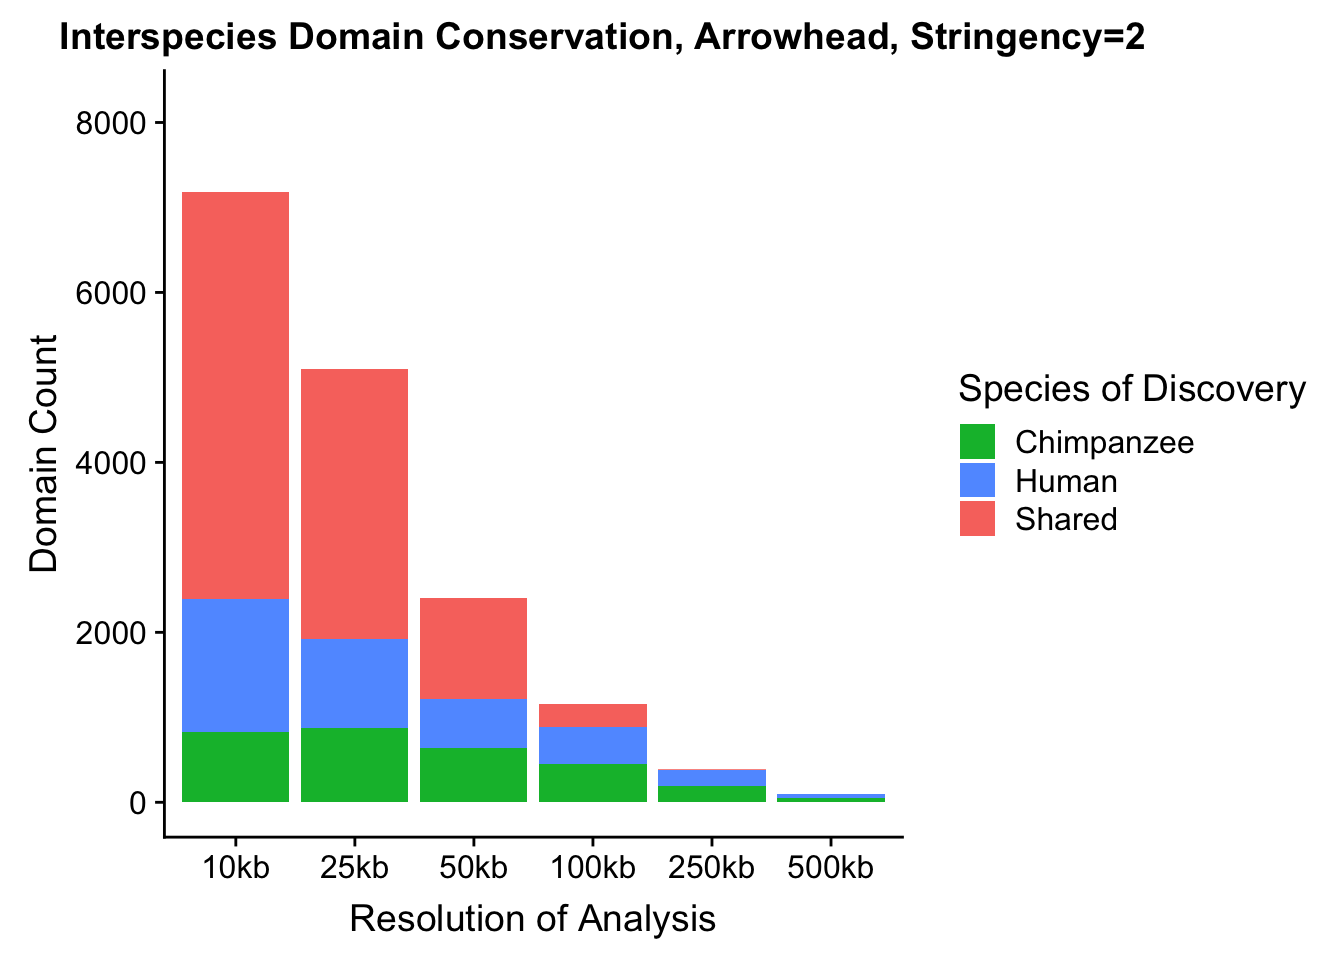 Interspecies Domain Conservation, Arrowhead, Stringency=2
Domain Count
8000
6000
4000
2000
0
10kb 25kb 50kb 100kb 250kb 500kb
Resolution of Analysis
Species of Discovery
Chimpanzee
Human
Shared